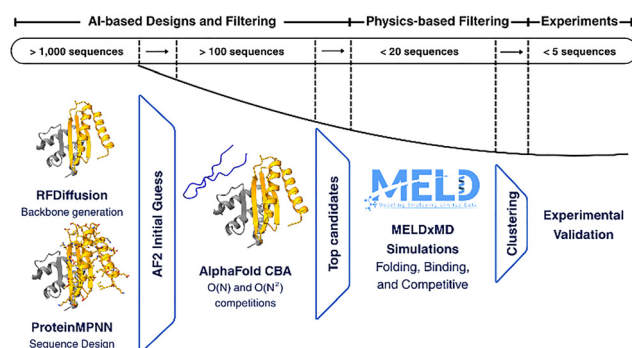 AI-based Designs and Filtering
Physics-based Filtering
Experiments
> 1,000 sequences
> 100 sequences
< 20 sequences
< 5 sequences
RFDiffusion
Backbone generation
ProteinMPNN
Sequence Design
AF2 Initial Guess
AlphaFold CBA
O(N) and O(N²)
competitions
Top candidates
MELD
MELDxMD
Simulations
Folding, Binding,
and Competitive
Clustering
Experimental
Validation